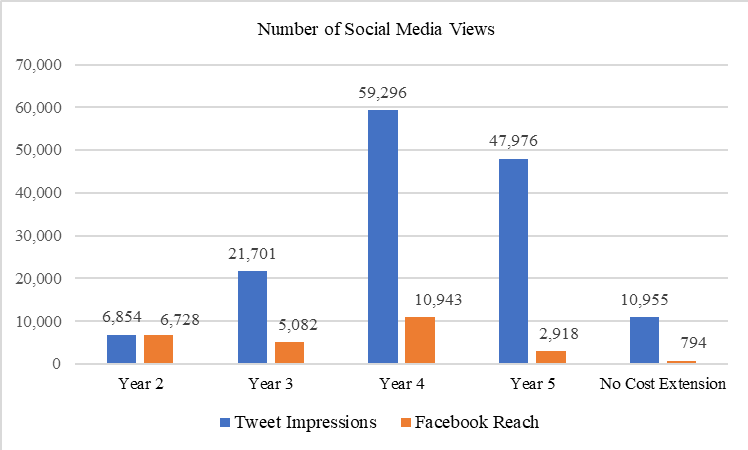 Number of Social Media Views
70,000
60,000
50,000
40,000
30,000
20,000
10,000
0
6,854
6,728
21,701
5,082
59,296
10,943
47,976
2,918
10,955
794
Year 2
Year 3
Year 4
Year 5
No Cost Extension
Tweet Impressions
Facebook Reach